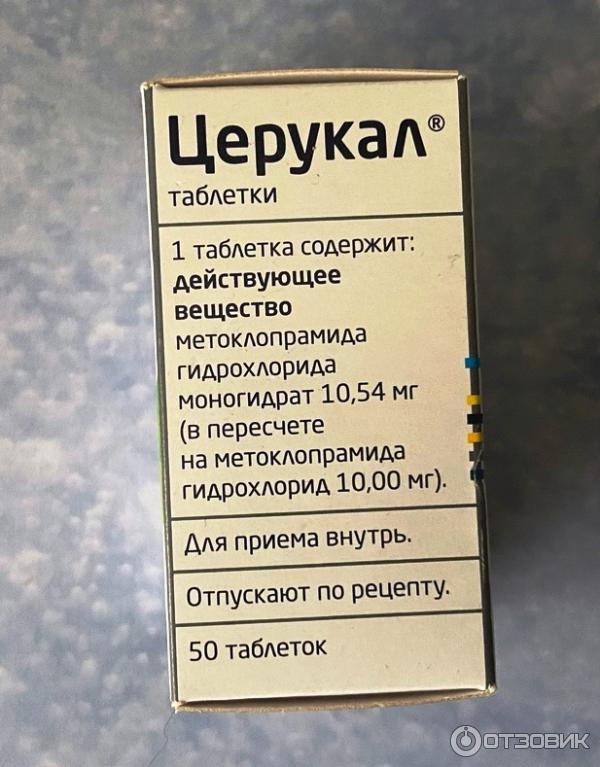 Церукал®
таблетки
1 таблетка содержит:
действующее
вещество
метоклопрамида
гидрохлорида
моногидрат 10,54 мг
(в пересчете
на метоклопрамида
гидрохлорид 10,00 мг).
Для приема внутрь.
Отпускают по рецепту.
50 таблеток
ОТЗОВИК